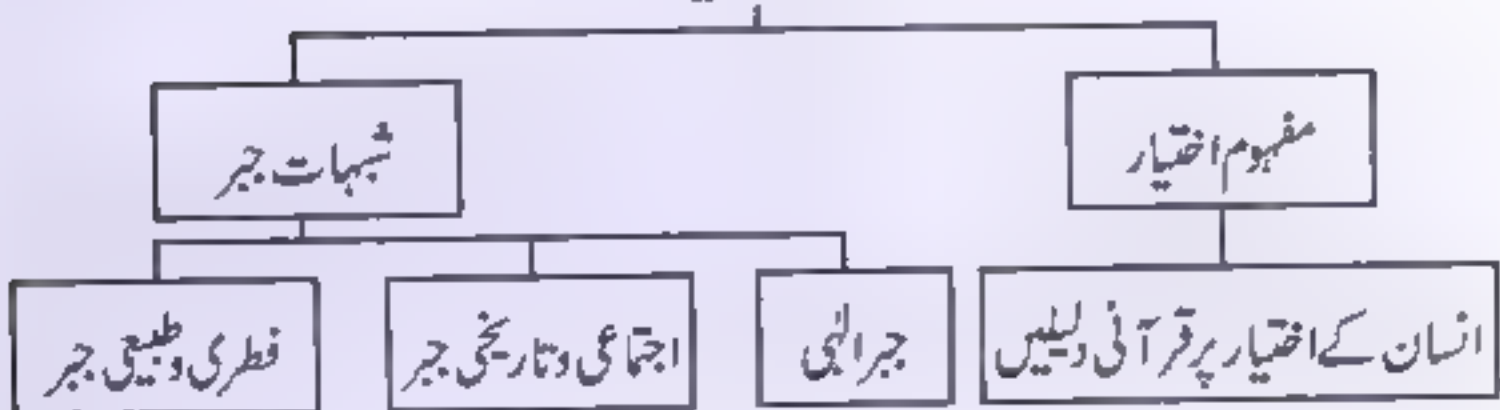 مفہوم اختیار
شبہات جبر
انسان کے اختیار پر قرآنی دلیلیں
جبر الٰہی
اجتماعی و تاریخی جبر
فطری و طبیعی جبر